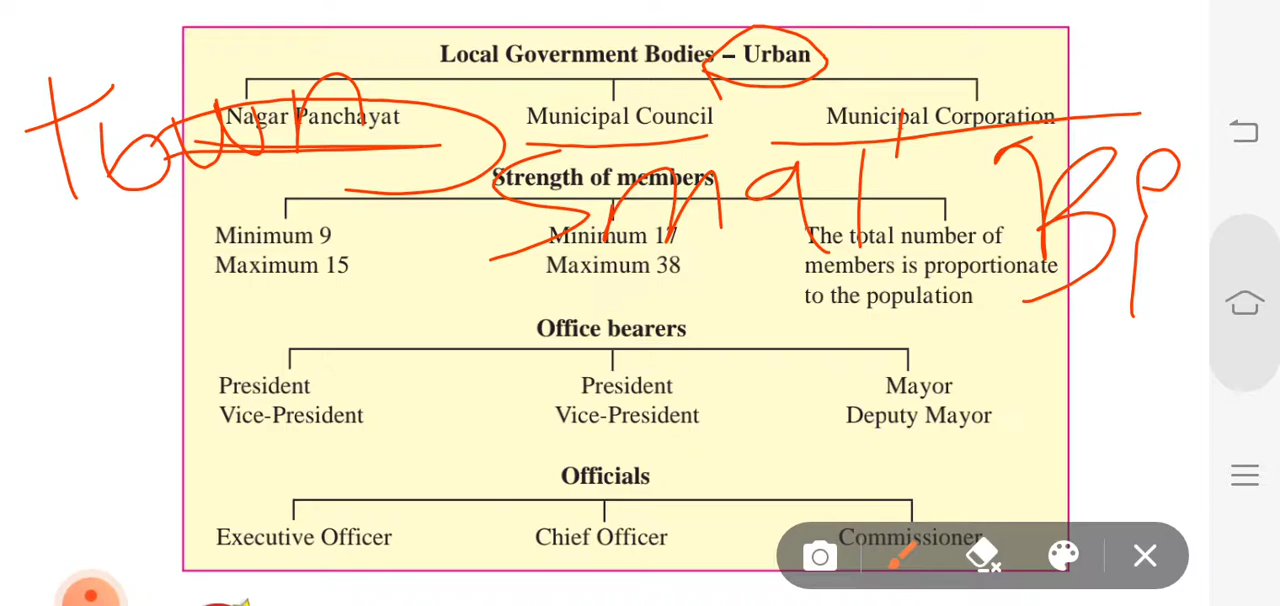 Local Government Bodies – Urban
Town
Nagar Panchayat Municipal Council Municipal Corporation
Strength of members
Minimum 9 Minimum 17 The total number of
Maximum 15 Maximum 38 members is proportionate
to the population
Office bearers
President President Mayor
Vice-President Vice-President Deputy Mayor
Officials
Executive Officer Chief Officer Commissioner